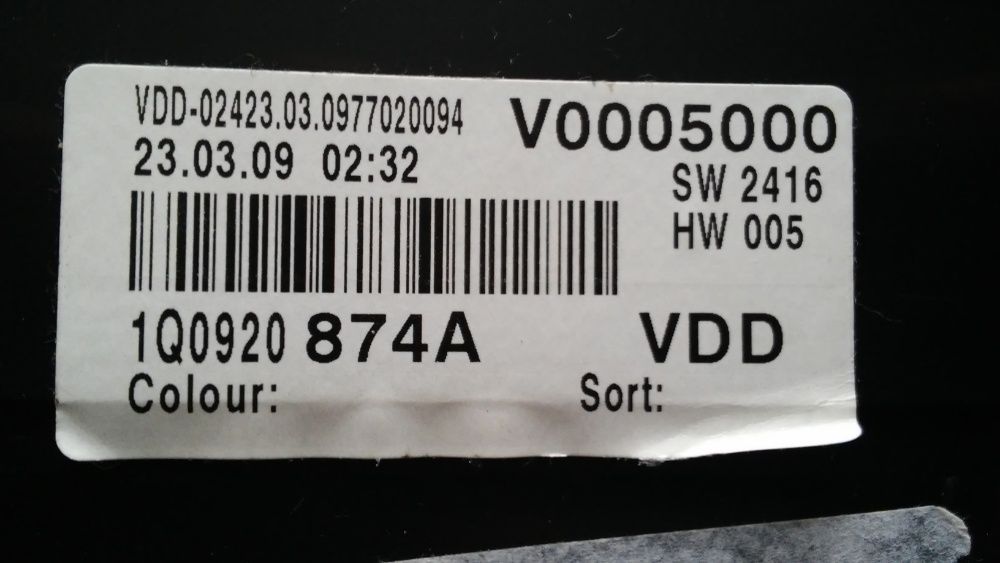 VDD-02423.03.0977020094
V0005000
23.03.09 02:32
SW 2416
HW 005
1Q0920 874A
VDD
Colour:
Sort: